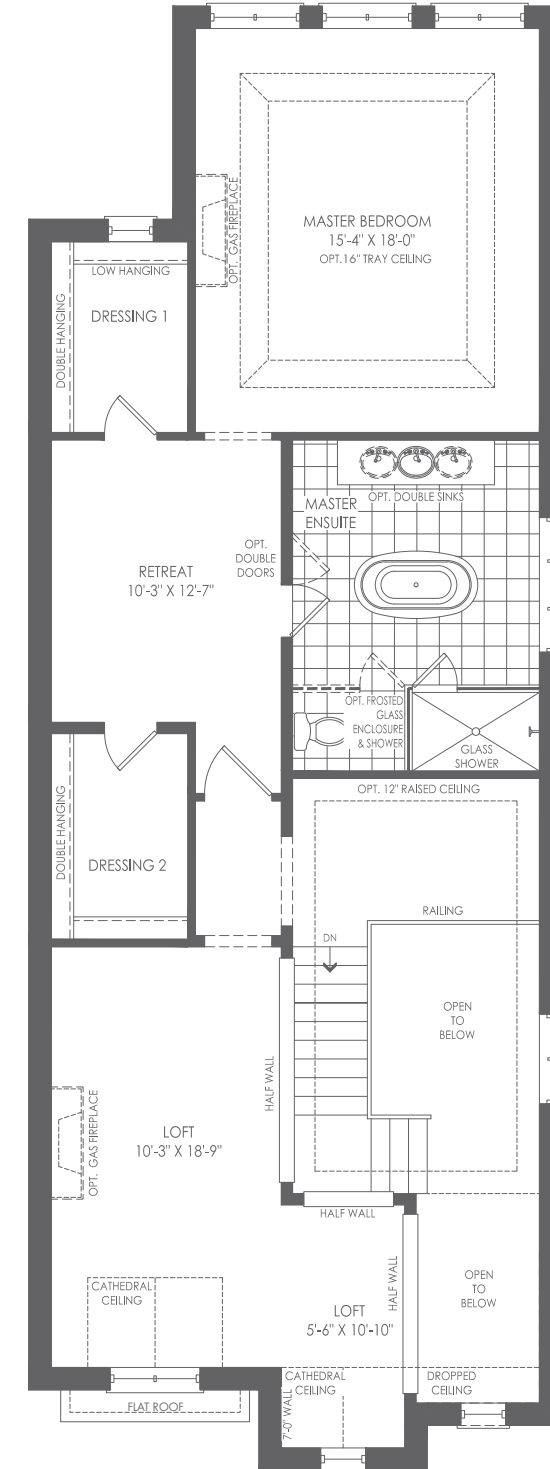 MASTER BEDROOM
15'-4" X 18'-0"
OPT.16" TRAY CEILING
OPT. GAS FIREPLACE
LOW HANGING
DOUBLE HANGING
DRESSING 1
OPT. DOUBLE SINKS
MASTER
ENSUITE
OPT.
DOUBLE
DOORS
RETREAT
10'-3" X 12'-7"
OPT. FROSTED
GLASS
ENCLOSURE
& SHOWER
GLASS
SHOWER
OPT. 12" RAISED CEILING
DOUBLE HANGING
DRESSING 2
RAILING
DN
OPEN
TO
BELOW
HALF WALL
LOFT
10'-3" X 18'-9"
OPT. GAS FIREPLACE
HALF WALL
HALF WALL
OPEN
TO
BELOW
CATHEDRAL
CEILING
LOFT
5'-6" X 10'-10"
CATHEDRAL
CEILING
DROPPED
CEILING
7'-0" WALL
FLAT ROOF